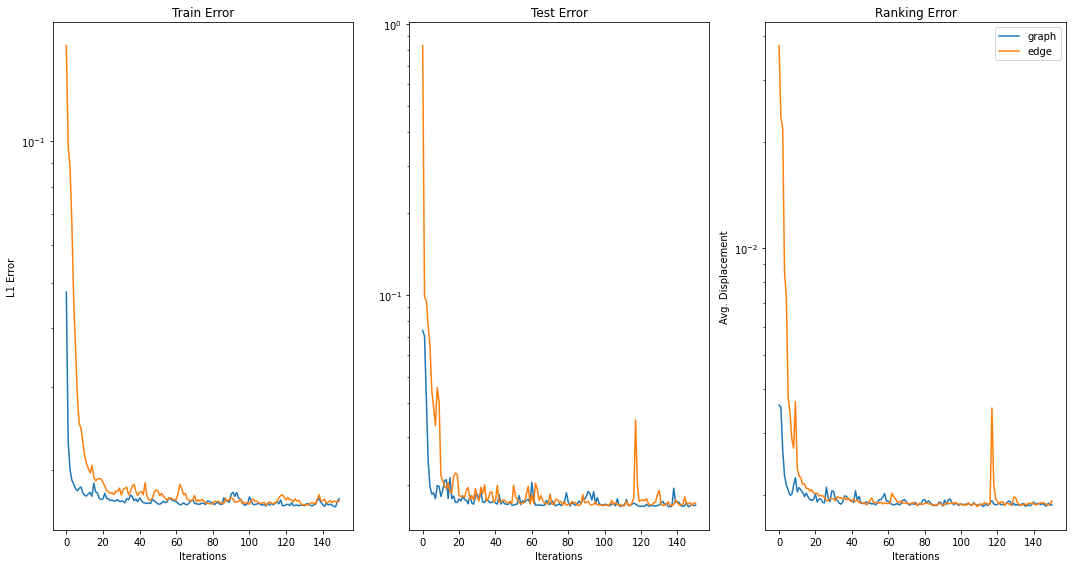 Train Error
Test Error
Ranking Error
graph
edge
L1 Error
10⁻¹
0 20 40 60 80 100 120 140
Iterations
10⁰
10⁻¹
0 20 40 60 80 100 120 140
Iterations
Avg. Displacement
10⁻²
0 20 40 60 80 100 120 140
Iterations